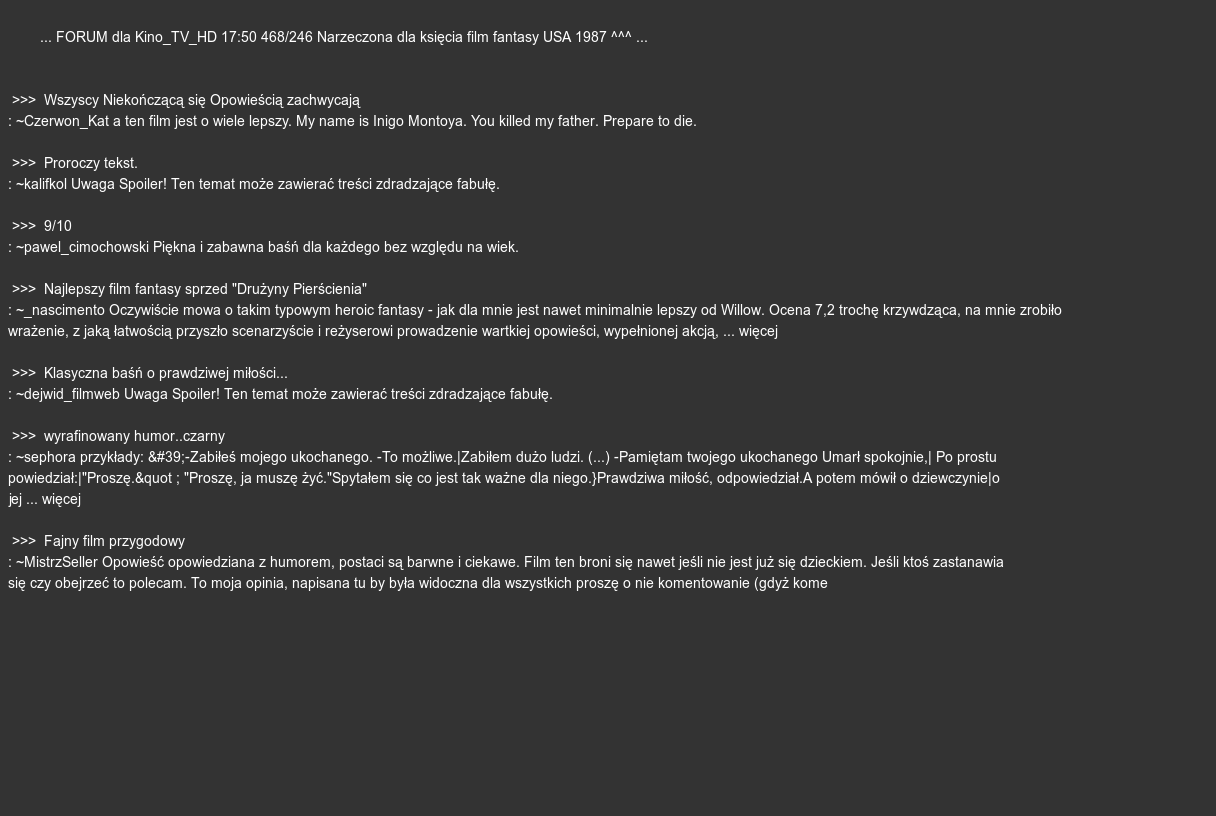 ... FORUM dla Kino_TV_HD 17:50 468/246 Narzeczona dla księcia film fantasy USA 1987 ^^^ ...
>>> Wszyscy Niekończącą się Opowieścią zachwycają
: ~Czerwon_Kat a ten film jest o wiele lepszy. My name is Inigo Montoya. You killed my father. Prepare to die.
>>> Proroczy tekst.
: ~kalifkol Uwaga Spoiler! Ten temat może zawierać treści zdradzające fabułę.
>>> 9/10
: ~pawel_cimochowski Piękna i zabawna baśń dla każdego bez względu na wiek.
>>> Najlepszy film fantasy sprzed "Drużyny Pierścienia"
: ~_nascimento Oczywiście mowa o takim typowym heroic fantasy - jak dla mnie jest nawet minimalnie lepszy od Willow. Ocena 7,2 trochę krzywdząca, na mnie zrobiło
wrażenie, z jaką łatwością przyszło scenarzyście i reżyserowi prowadzenie wartkiej opowieści, wypełnionej akcją, ... więcej
>>> Klasyczna baśń o prawdziwej miłości...
: ~dejwid_filmweb Uwaga Spoiler! Ten temat może zawierać treści zdradzające fabułę.
>>> wyrafinowany humor..czarny
: ~sephora przykłady: &#39;-Zabiłeś mojego ukochanego. -To możliwe.|Zabiłem dużo ludzi. (...) -Pamiętam twojego ukochanego Umarł spokojnie,| Po prostu
powiedział:|"Proszę.&quot ; "Proszę, ja muszę żyć."Spytałem się co jest tak ważne dla niego.}Prawdziwa miłość, odpowiedział.A potem mówił o dziewczynie|o
jej ... więcej
>>> Fajny film przygodowy
: ~MistrzSeller Opowieść opowiedziana z humorem, postaci są barwne i ciekawe. Film ten broni się nawet jeśli nie jest już się dzieckiem. Jeśli ktoś zastanawia
się czy obejrzeć to polecam. To moja opinia, napisana tu by była widoczna dla wszystkich proszę o nie komentowanie (gdyż kome